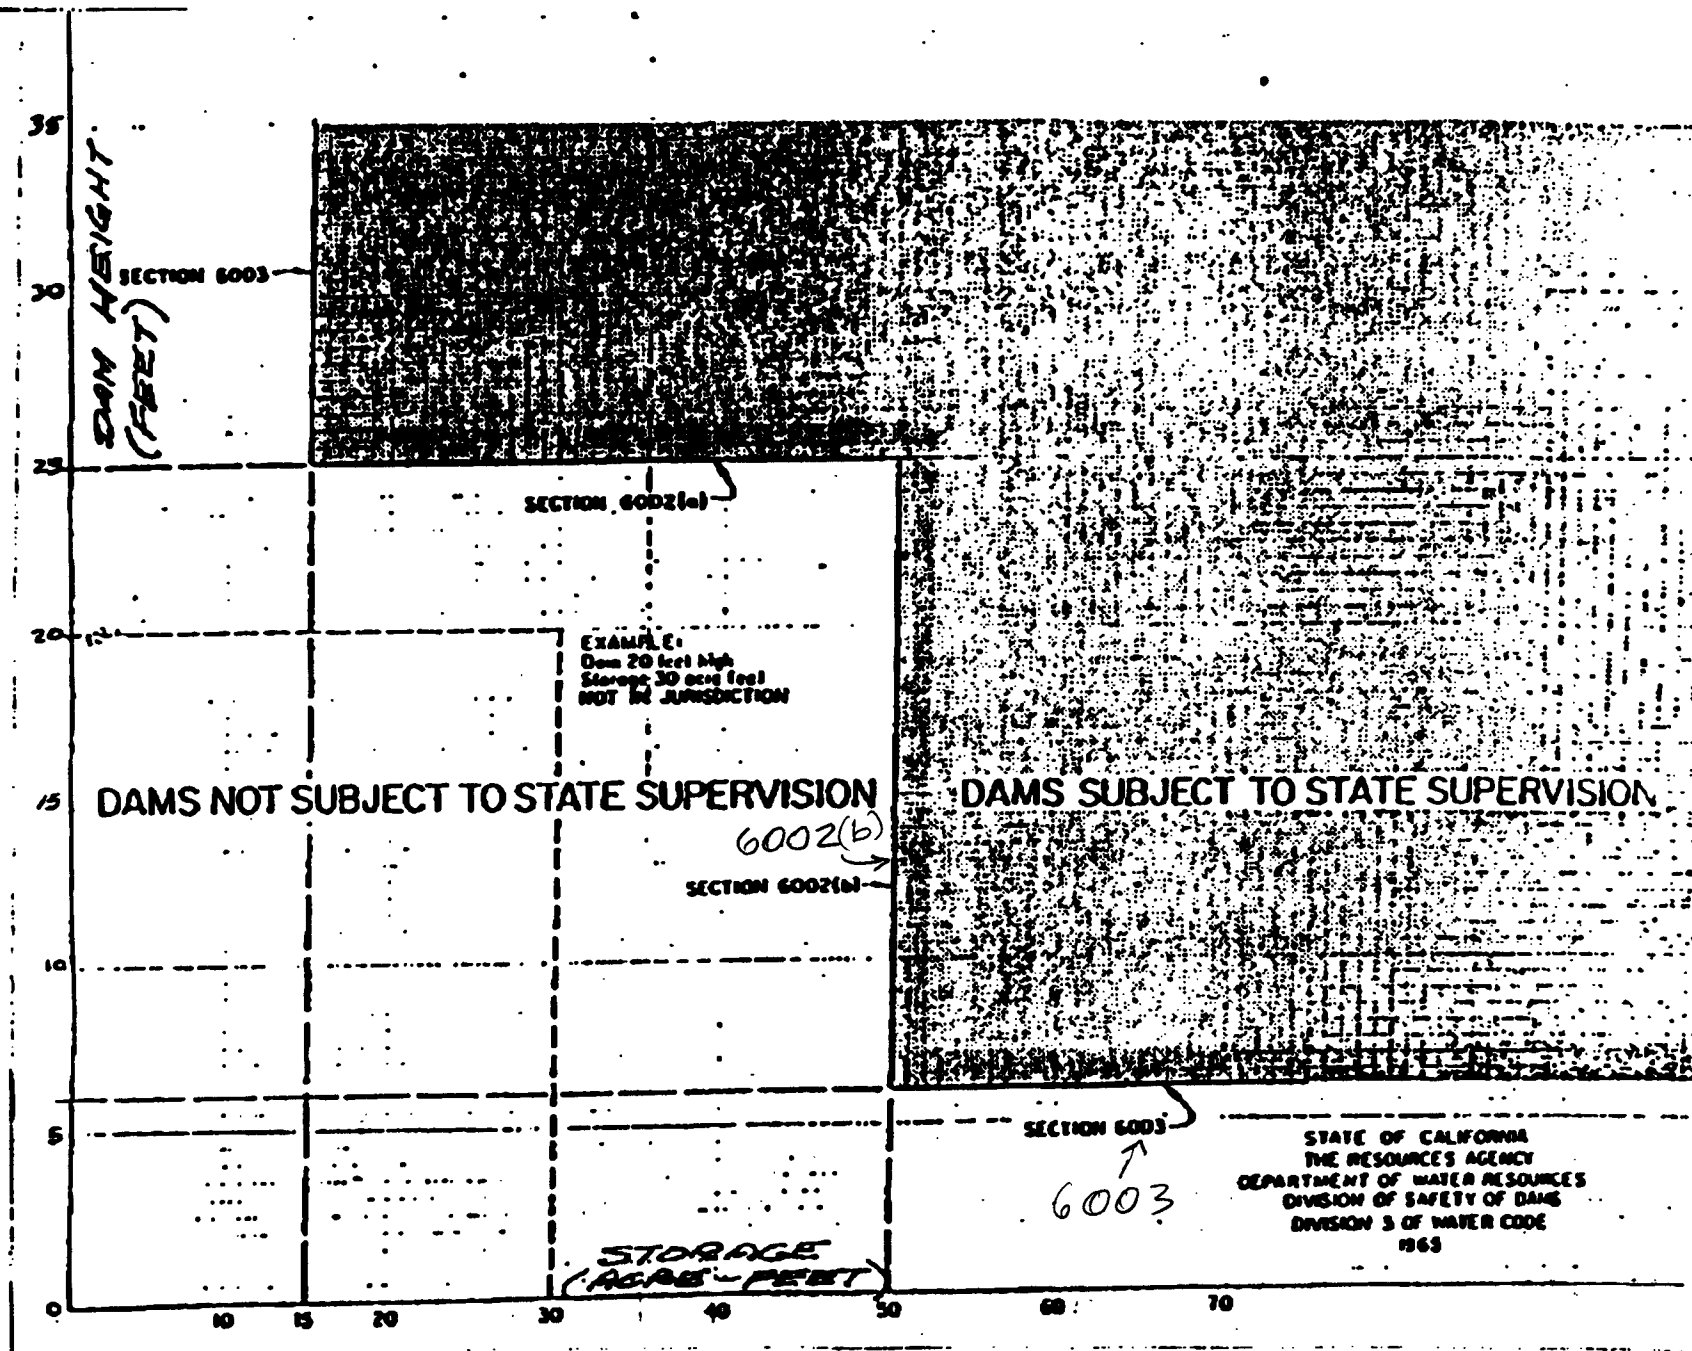 35
DAM HEIGHT
(FEET)
SECTION 6003
30
25
SECTION 6002(a)
20
EXAMPLE:
Dam 20 feet high
Storage 30 acre feet
NOT IN JURISDICTION
15
DAMS NOT SUBJECT TO STATE SUPERVISION
DAMS SUBJECT TO STATE SUPERVISION
6002(b)
SECTION 6002(b)
10
5
SECTION 6003
6003
STATE OF CALIFORNIA
THE RESOURCES AGENCY
DEPARTMENT OF WATER RESOURCES
DIVISION OF SAFETY OF DAMS
DIVISION 3 OF WATER CODE
STORAGE
(ACRE-FEET)
0
10 15 20 30 40 50 60 70